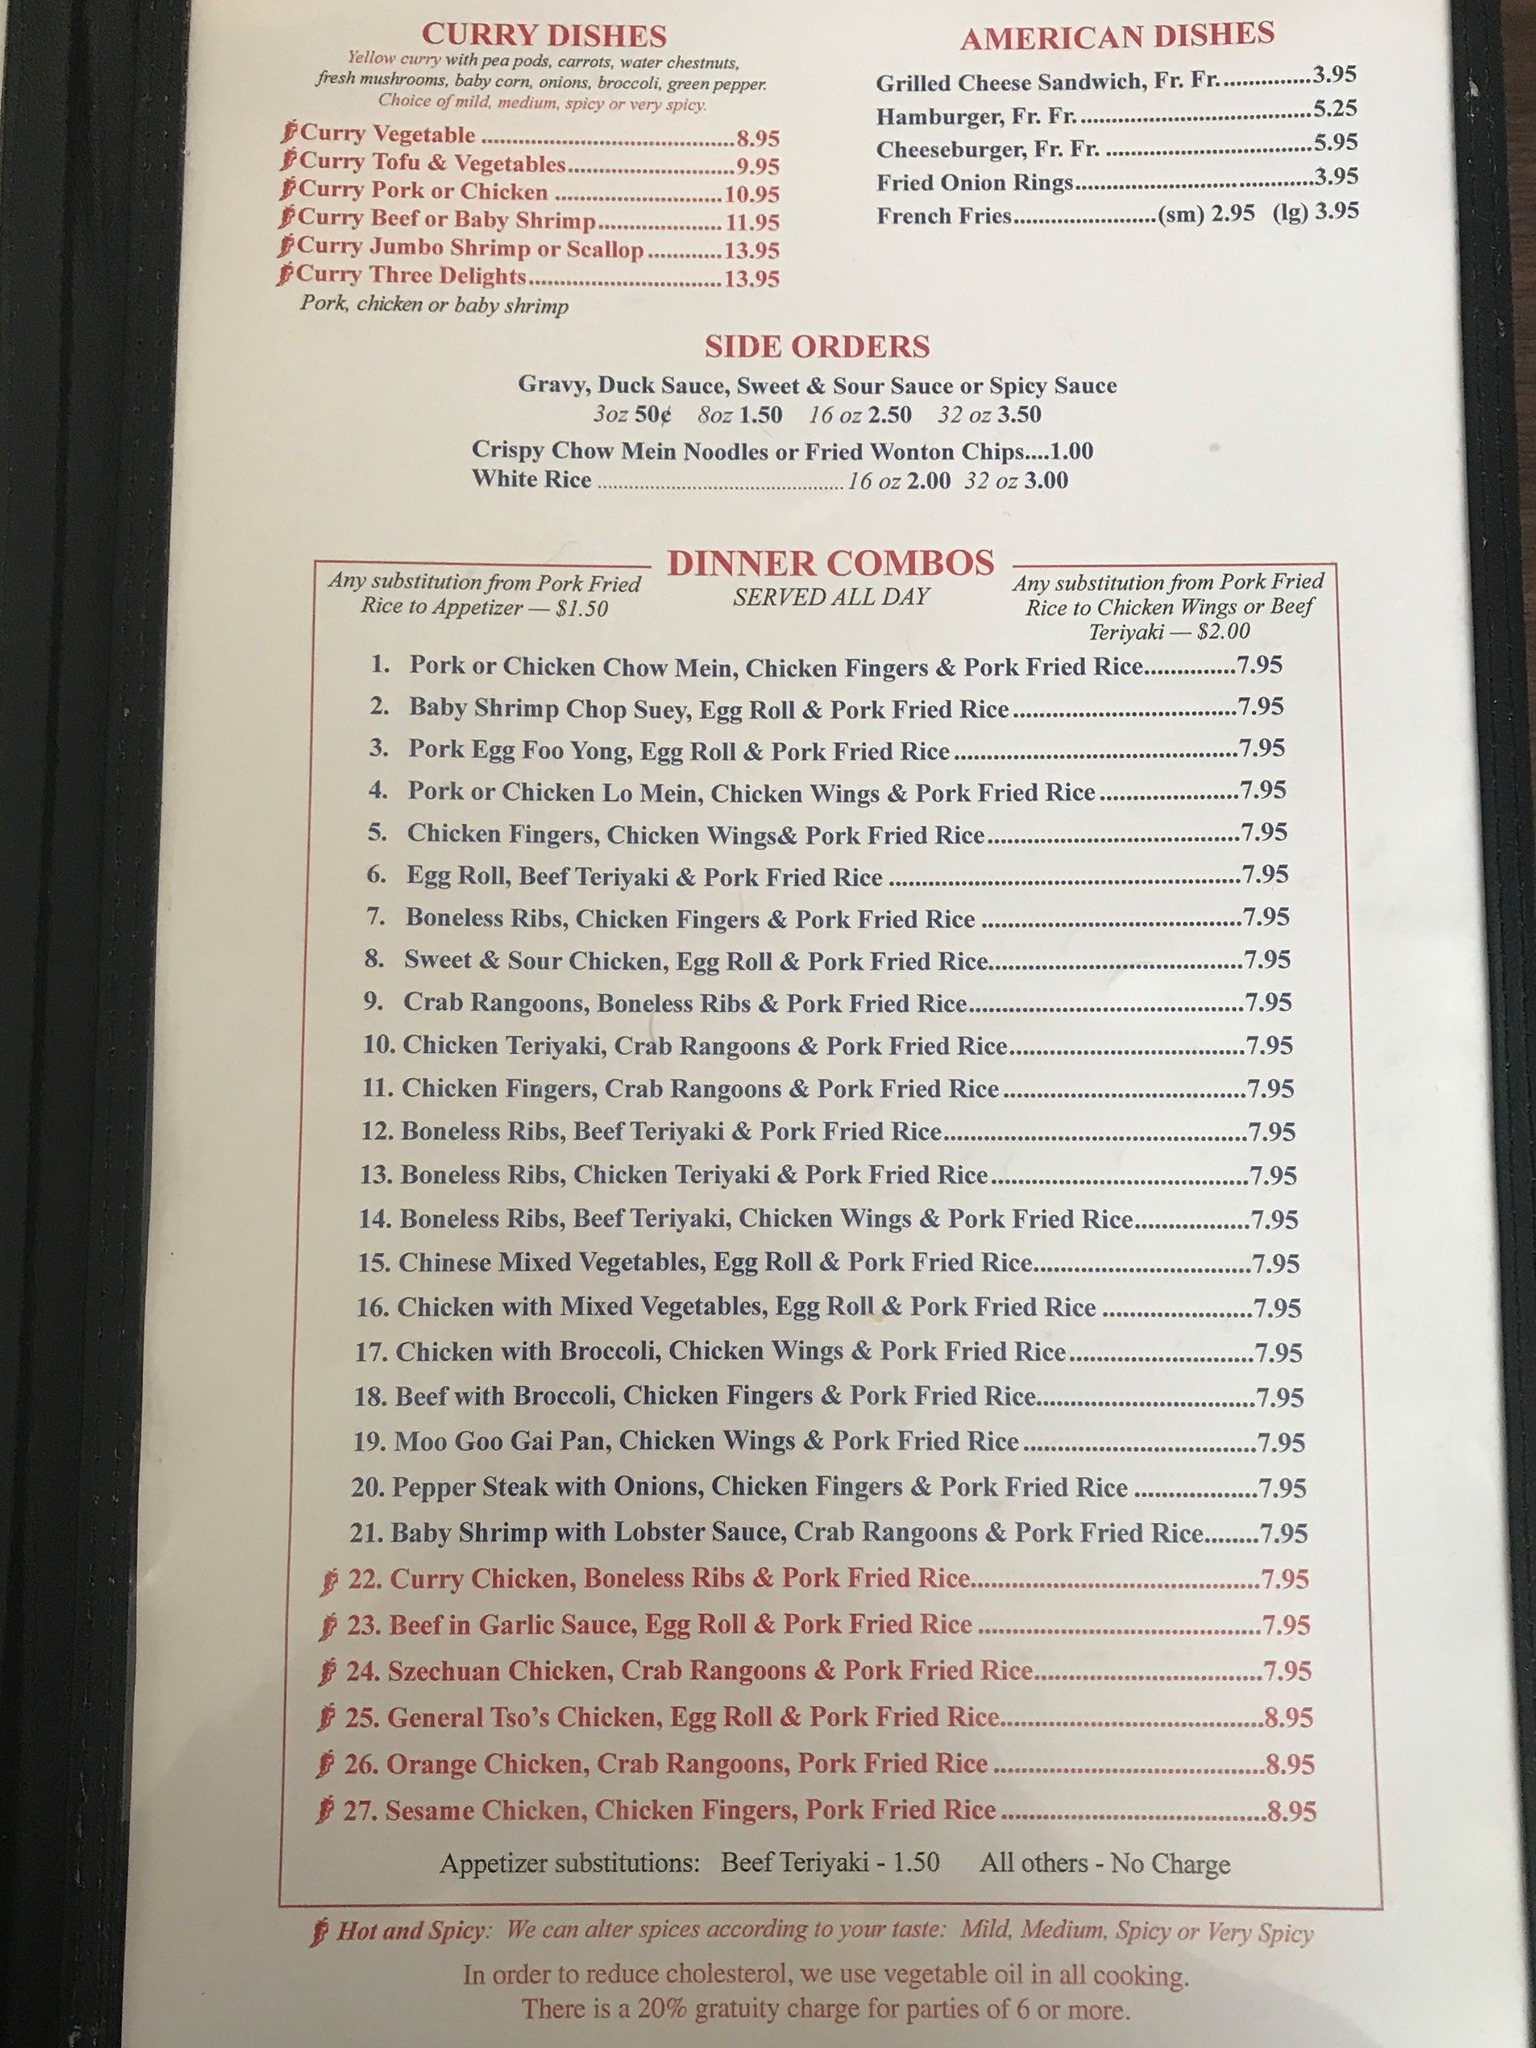 CURRY DISHES
Yellow curry with pea pods, carrots, water chestnuts,
fresh mushrooms, baby corn, onions, broccoli, green pepper.
Choice of mild, medium, spicy or very spicy.
Curry Vegetable ......................................8.95
Curry Tofu & Vegetables.........................9.95
Curry Pork or Chicken .........................10.95
Curry Beef or Baby Shrimp...................11.95
Curry Jumbo Shrimp or Scallop ...........13.95
Curry Three Delights.............................13.95
Pork, chicken or baby shrimp
AMERICAN DISHES
Grilled Cheese Sandwich, Fr. Fr..............3.95
Hamburger, Fr. Fr...................................5.25
Cheeseburger, Fr. Fr. ...............................5.95
Fried Onion Rings....................................3.95
French Fries......................(sm) 2.95 (lg) 3.95
SIDE ORDERS
Gravy, Duck Sauce, Sweet & Sour Sauce or Spicy Sauce
3oz 50¢ 8oz 1.50 16 oz 2.50 32 oz 3.50
Crispy Chow Mein Noodles or Fried Wonton Chips....1.00
White Rice ............................................16 oz 2.00 32 oz 3.00
DINNER COMBOS
SERVED ALL DAY
Any substitution from Pork Fried
Rice to Appetizer — $1.50
Any substitution from Pork Fried
Rice to Chicken Wings or Beef
Teriyaki — $2.00
1. Pork or Chicken Chow Mein, Chicken Fingers & Pork Fried Rice.............7.95
2. Baby Shrimp Chop Suey, Egg Roll & Pork Fried Rice.................................7.95
3. Pork Egg Foo Yong, Egg Roll & Pork Fried Rice..........................................7.95
4. Pork or Chicken Lo Mein, Chicken Wings & Pork Fried Rice.....................7.95
5. Chicken Fingers, Chicken Wings& Pork Fried Rice.....................................7.95
6. Egg Roll, Beef Teriyaki & Pork Fried Rice ...................................................7.95
7. Boneless Ribs, Chicken Fingers & Pork Fried Rice ......................................7.95
8. Sweet & Sour Chicken, Egg Roll & Pork Fried Rice.....................................7.95
9. Crab Rangoons, Boneless Ribs & Pork Fried Rice........................................7.95
10. Chicken Teriyaki, Crab Rangoons & Pork Fried Rice..................................7.95
11. Chicken Fingers, Crab Rangoons & Pork Fried Rice...................................7.95
12. Boneless Ribs, Beef Teriyaki & Pork Fried Rice............................................7.95
13. Boneless Ribs, Chicken Teriyaki & Pork Fried Rice.....................................7.95
14. Boneless Ribs, Beef Teriyaki, Chicken Wings & Pork Fried Rice.................7.95
15. Chinese Mixed Vegetables, Egg Roll & Pork Fried Rice................................7.95
16. Chicken with Mixed Vegetables, Egg Roll & Pork Fried Rice ......................7.95
17. Chicken with Broccoli, Chicken Wings & Pork Fried Rice...........................7.95
18. Beef with Broccoli, Chicken Fingers & Pork Fried Rice................................7.95
19. Moo Goo Gai Pan, Chicken Wings & Pork Fried Rice..................................7.95
20. Pepper Steak with Onions, Chicken Fingers & Pork Fried Rice ..................7.95
21. Baby Shrimp with Lobster Sauce, Crab Rangoons & Pork Fried Rice........7.95
22. Curry Chicken, Boneless Ribs & Pork Fried Rice..........................................7.95
23. Beef in Garlic Sauce, Egg Roll & Pork Fried Rice .........................................7.95
24. Szechuan Chicken, Crab Rangoons & Pork Fried Rice.................................7.95
25. General Tso's Chicken, Egg Roll & Pork Fried Rice......................................8.95
26. Orange Chicken, Crab Rangoons, Pork Fried Rice .......................................8.95
27. Sesame Chicken, Chicken Fingers, Pork Fried Rice ......................................8.95
Appetizer substitutions: Beef Teriyaki - 1.50 All others - No Charge
Hot and Spicy: We can alter spices according to your taste: Mild, Medium, Spicy or Very Spicy
In order to reduce cholesterol, we use vegetable oil in all cooking.
There is a 20% gratuity charge for parties of 6 or more.